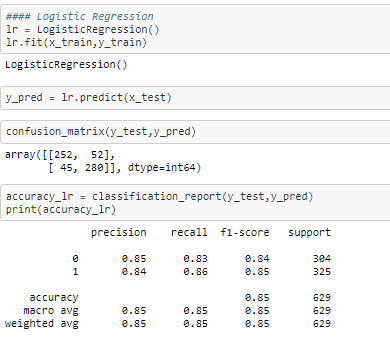 #### Logistic Regression
lr = LogisticRegression()
lr.fit(x_train,y_train)
LogisticRegression()
y_pred = lr.predict(x_test)
confusion_matrix(y_test,y_pred)
array([[252,  52],
       [ 45, 280]], dtype=int64)
accuracy_lr = classification_report(y_test,y_pred)
print(accuracy_lr)
              precision    recall  f1-score   support
           0       0.85      0.83      0.84       304
           1       0.84      0.86      0.85       325
    accuracy                           0.85       629
   macro avg       0.85      0.85      0.85       629
weighted avg       0.85      0.85      0.85       629